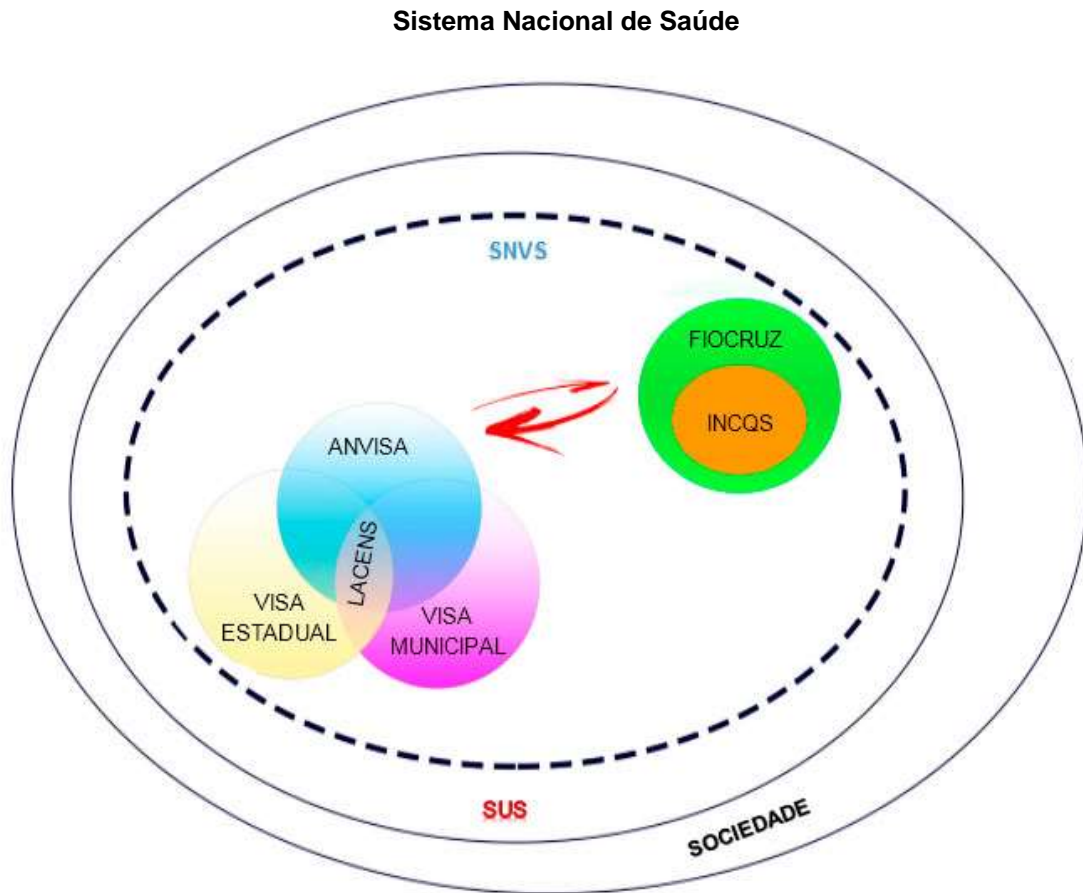 Sistema Nacional de Saúde
SNVS
FIOCRUZ
INCQS
ANVISA
LACENS
VISA
ESTADUAL
VISA
MUNICIPAL
SUS
SOCIEDADE